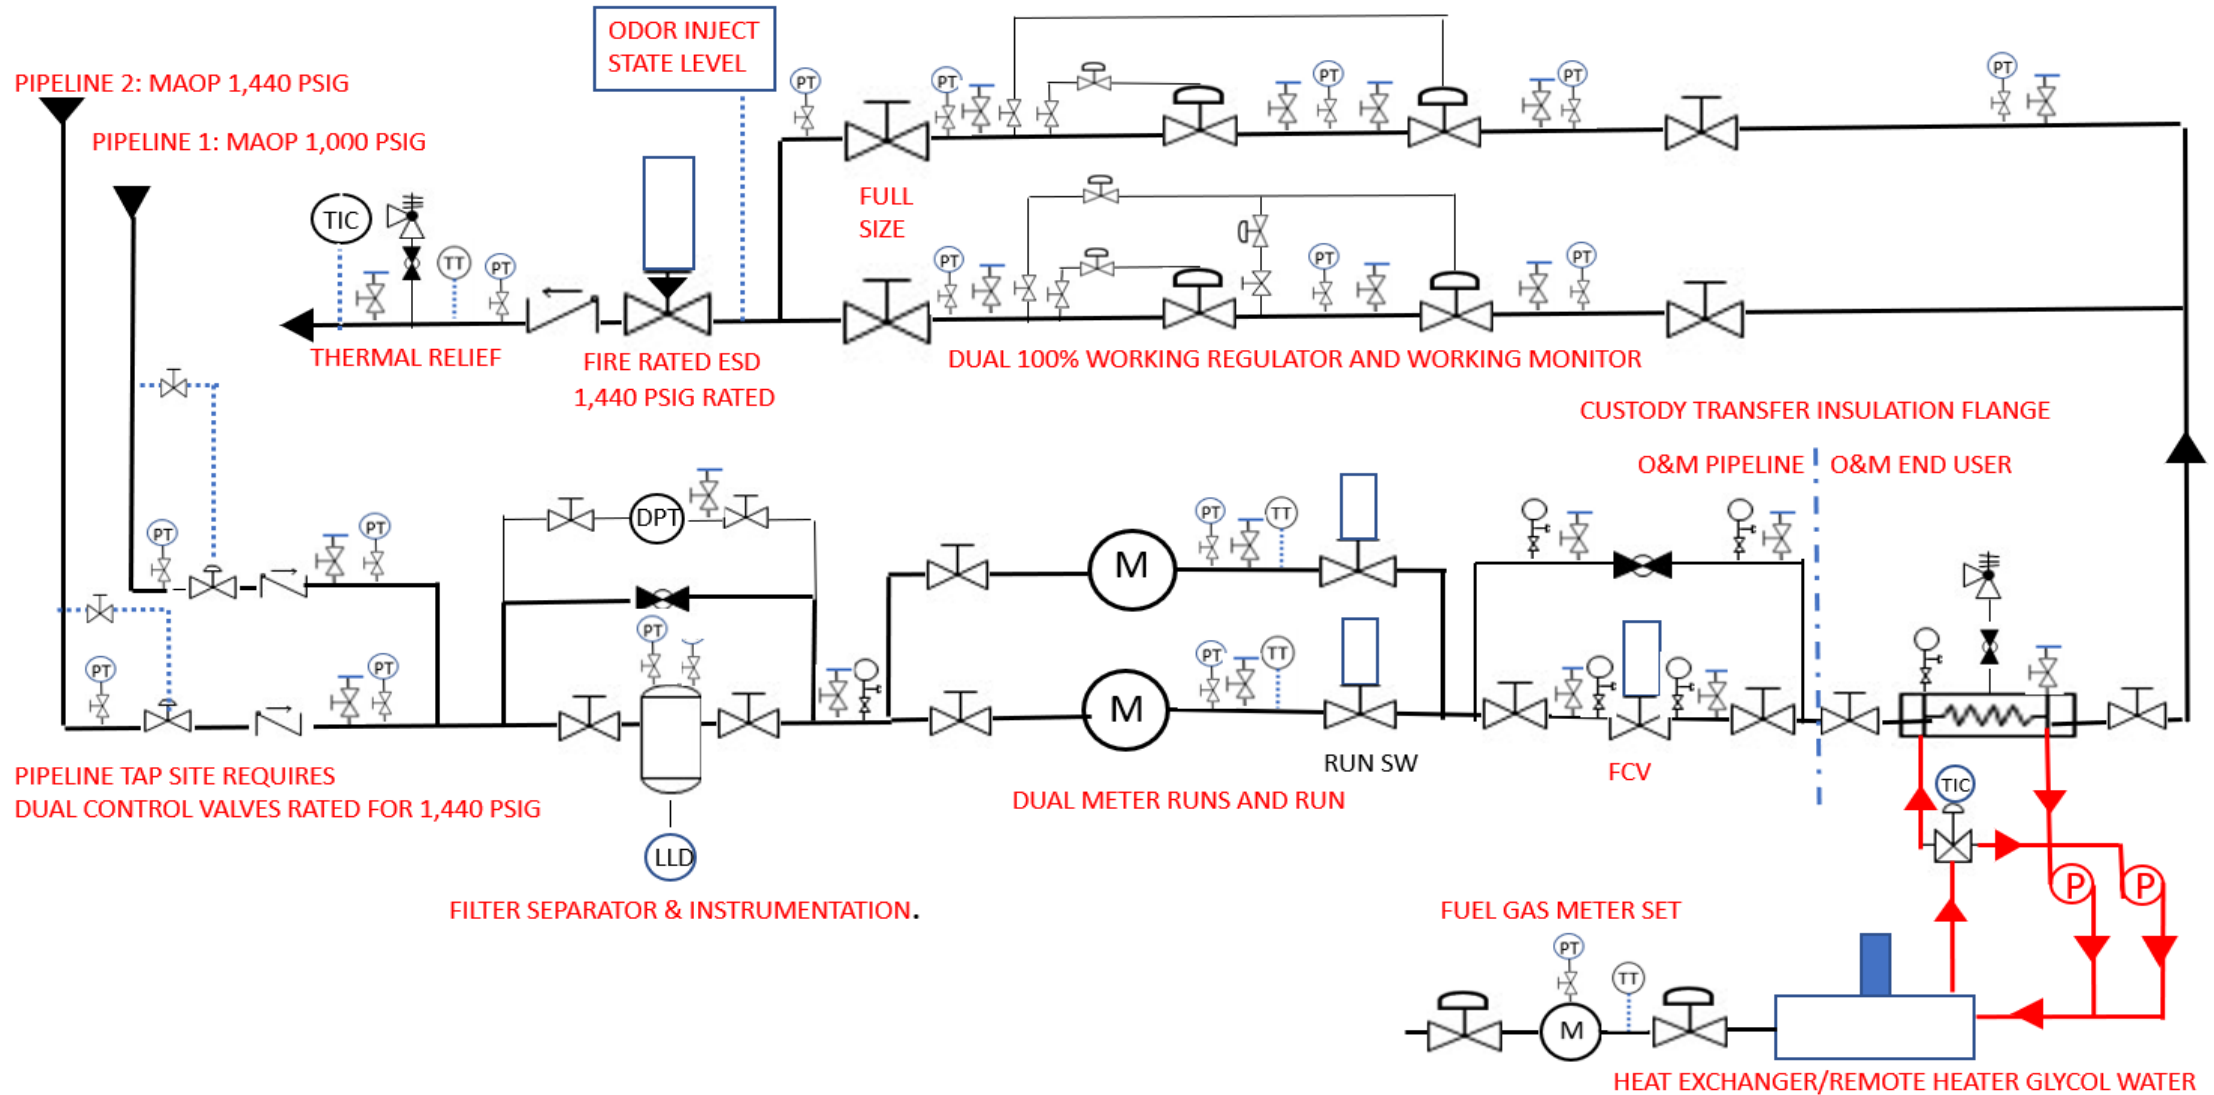 ODOR INJECT
STATE LEVEL
PIPELINE 2: MAOP 1,440 PSIG
PIPELINE 1: MAOP 1,000 PSIG
PT
PT
PT
PT
PT
FULL
SIZE
TIC
TT
PT
PT
PT
PT
THERMAL RELIEF
FIRE RATED ESD
1,440 PSIG RATED
DUAL 100% WORKING REGULATOR AND WORKING MONITOR
CUSTODY TRANSFER INSULATION FLANGE
O&M PIPELINE
O&M END USER
PT
PT
DPT
PT
TT
M
PT
PT
PT
PT
TT
M
RUN SW
FCV
PIPELINE TAP SITE REQUIRES
DUAL CONTROL VALVES RATED FOR 1,440 PSIG
DUAL METER RUNS AND RUN
TIC
LLD
P
P
FILTER SEPARATOR & INSTRUMENTATION.
FUEL GAS METER SET
PT
TT
M
HEAT EXCHANGER/REMOTE HEATER GLYCOL WATER